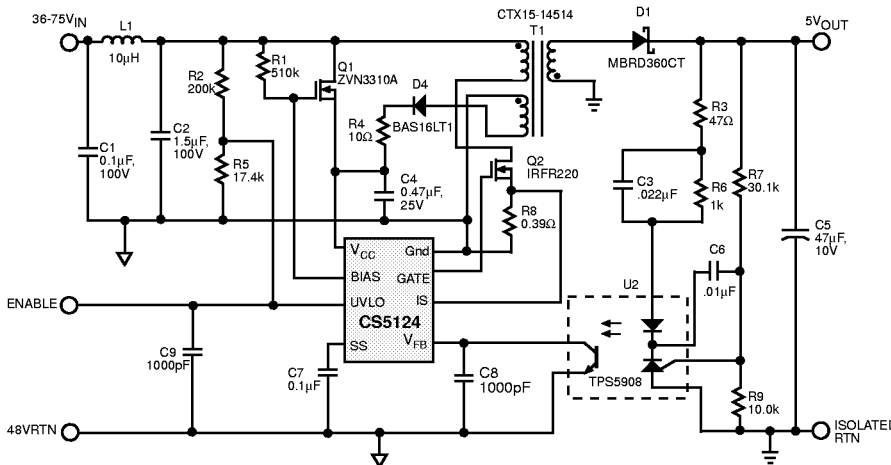 36-75V IN
L1
10µH
CTX15-14514
T1
D1
MBRD360CT
5V OUT
R1
510k
Q1
ZVN3310A
R2
200k
D4
BAS16LT1
R3
47Ω
C1
0.1µF,
100V
C2
1.5µF,
100V
R4
10Ω
R5
17.4k
C4
0.47µF,
25V
Q2
IRFR220
C3
.022µF
R6
1k
R7
30.1k
R8
0.39Ω
C5
47µF,
10V
C6
.01µF
VCC
Gnd
BIAS
GATE
UVLO
IS
CS5124
SS
VFB
U2
TPS5908
ENABLE
C9
1000pF
C7
0.1µF
C8
1000pF
R9
10.0k
48VRTN
ISOLATEI
RTN